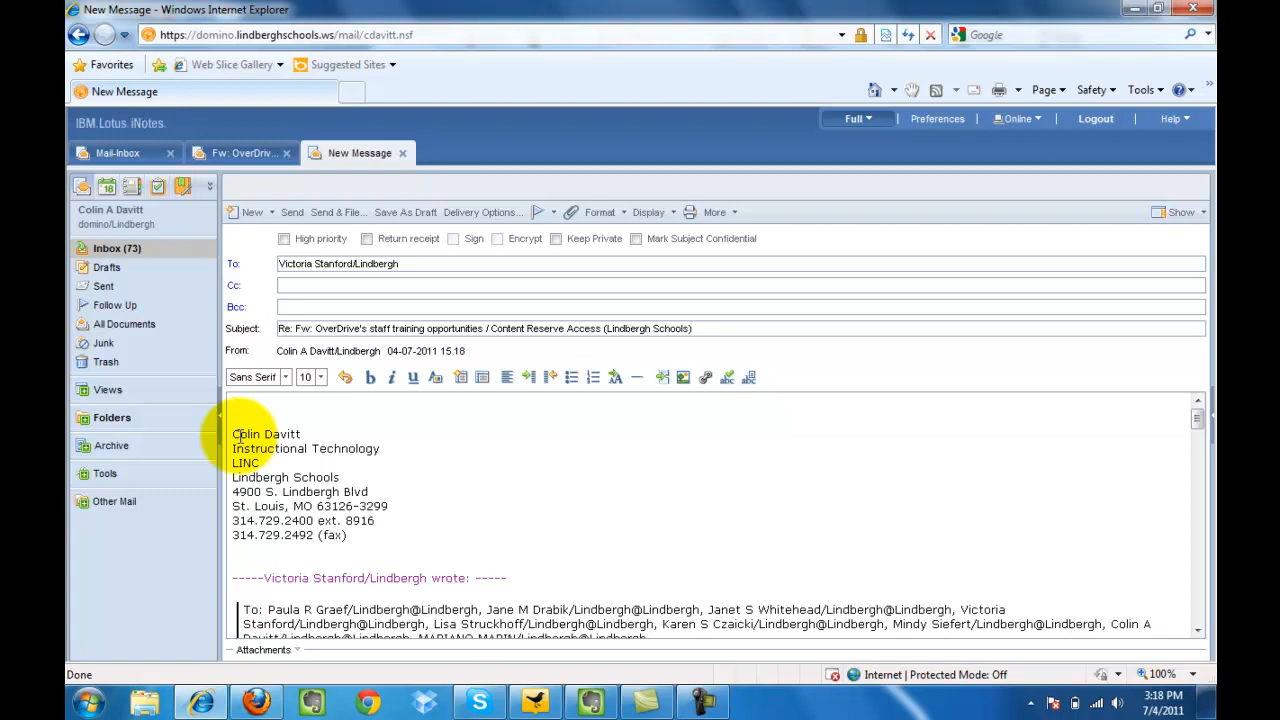 New Message - Windows Internet Explorer
https://domino.lindberghschools.ws/mail/cdavitt.nsf
Google
Favorites Web Slice Gallery Suggested Sites
New Message
Page Safety Tools
IBM. Lotus. iNotes.
Full Preferences Online Logout Help
Mail-Inbox Fw: OverDriv... New Message
Colin A Davitt
domino/Lindbergh
New Send Send & File... Save As Draft Delivery Options... Format Display More Show
High priority Return receipt Sign Encrypt Keep Private Mark Subject Confidential
Inbox (73)
Drafts
Sent
Follow Up
All Documents
Junk
Trash
Views
Folders
Archive
Tools
Other Mail
To: Victoria Stanford/Lindbergh
Cc:
Bcc:
Subject: Re: Fw: OverDrive's staff training opportunities / Content Reserve Access (Lindbergh Schools)
From: Colin A Davitt/Lindbergh 04-07-2011 15.18
Sans Serif 10 b i u
Colin Davitt
Instructional Technology
LINC
Lindbergh Schools
4900 S. Lindbergh Blvd
St. Louis, MO 63126-3299
314.729.2400 ext. 8916
314.729.2492 (fax)
-----Victoria Stanford/Lindbergh wrote: -----
To: Paula R Graef/Lindbergh@Lindbergh, Jane M Drabik/Lindbergh@Lindbergh, Janet S Whitehead/Lindbergh@Lindbergh, Victoria
Stanford/Lindbergh@Lindbergh, Lisa Struckhoff/Lindbergh@Lindbergh, Karen S Czaicki/Lindbergh@Lindbergh, Mindy Siefert/Lindbergh@Lindbergh, Colin A
Davitt/Lindbergh@Lindbergh, MARIANO MARIN/Lindbergh@Lindbergh
Attachments
Done Internet | Protected Mode: Off 100%
3:18 PM
7/4/2011